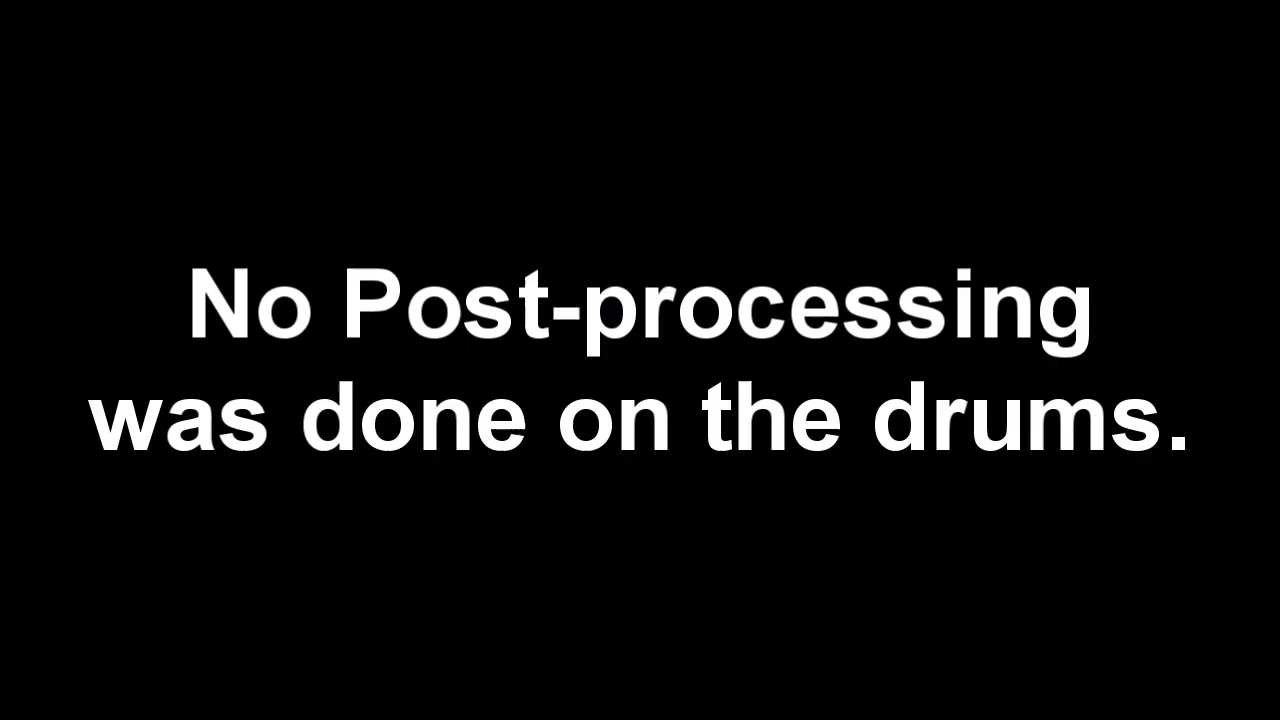 No Post-processing
was done on the drums.